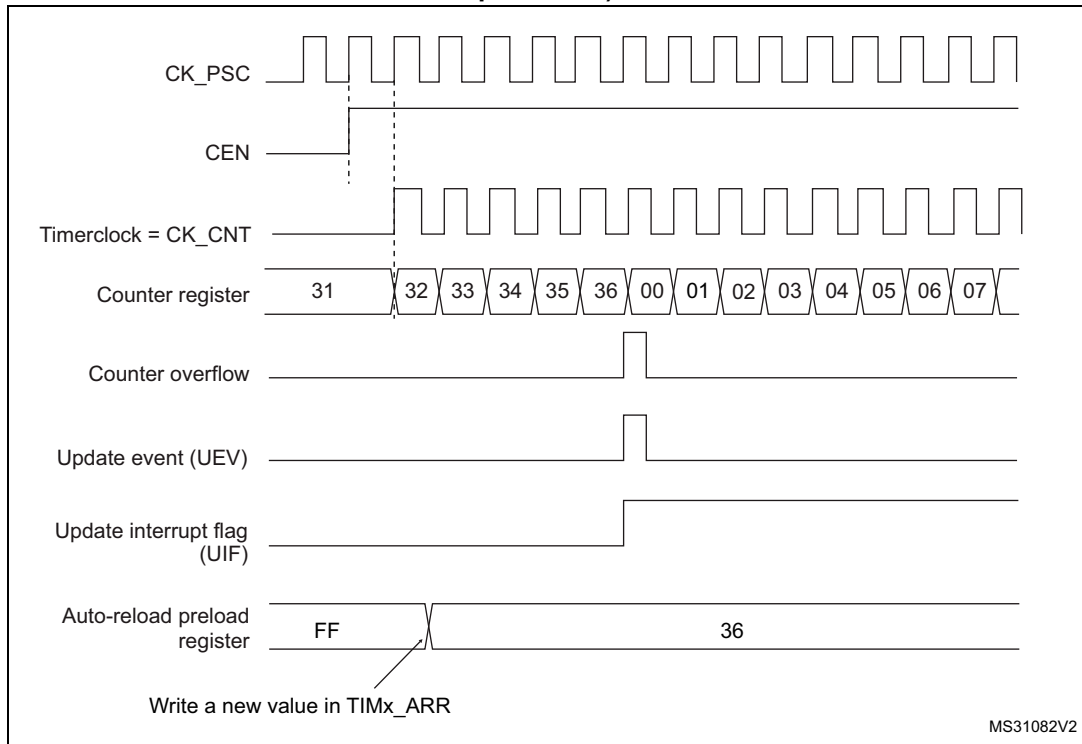 CK_PSC
CEN
Timerclock = CK_CNT
Counter register 31 32 33 34 35 36 00 01 02 03 04 05 06 07
Counter overflow
Update event (UEV)
Update interrupt flag
(UIF)
Auto-reload preload
register FF 36
Write a new value in TIMx_ARR
MS31082V2